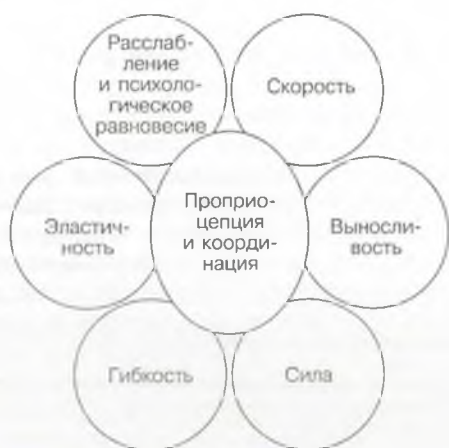 Расслаб-
ление
и психоло-
гическое
равновесие
Скорость
Эластич-
ность
Проприо-
цепция
и коорди-
нация
Выносли-
вость
Гибкость
Сила